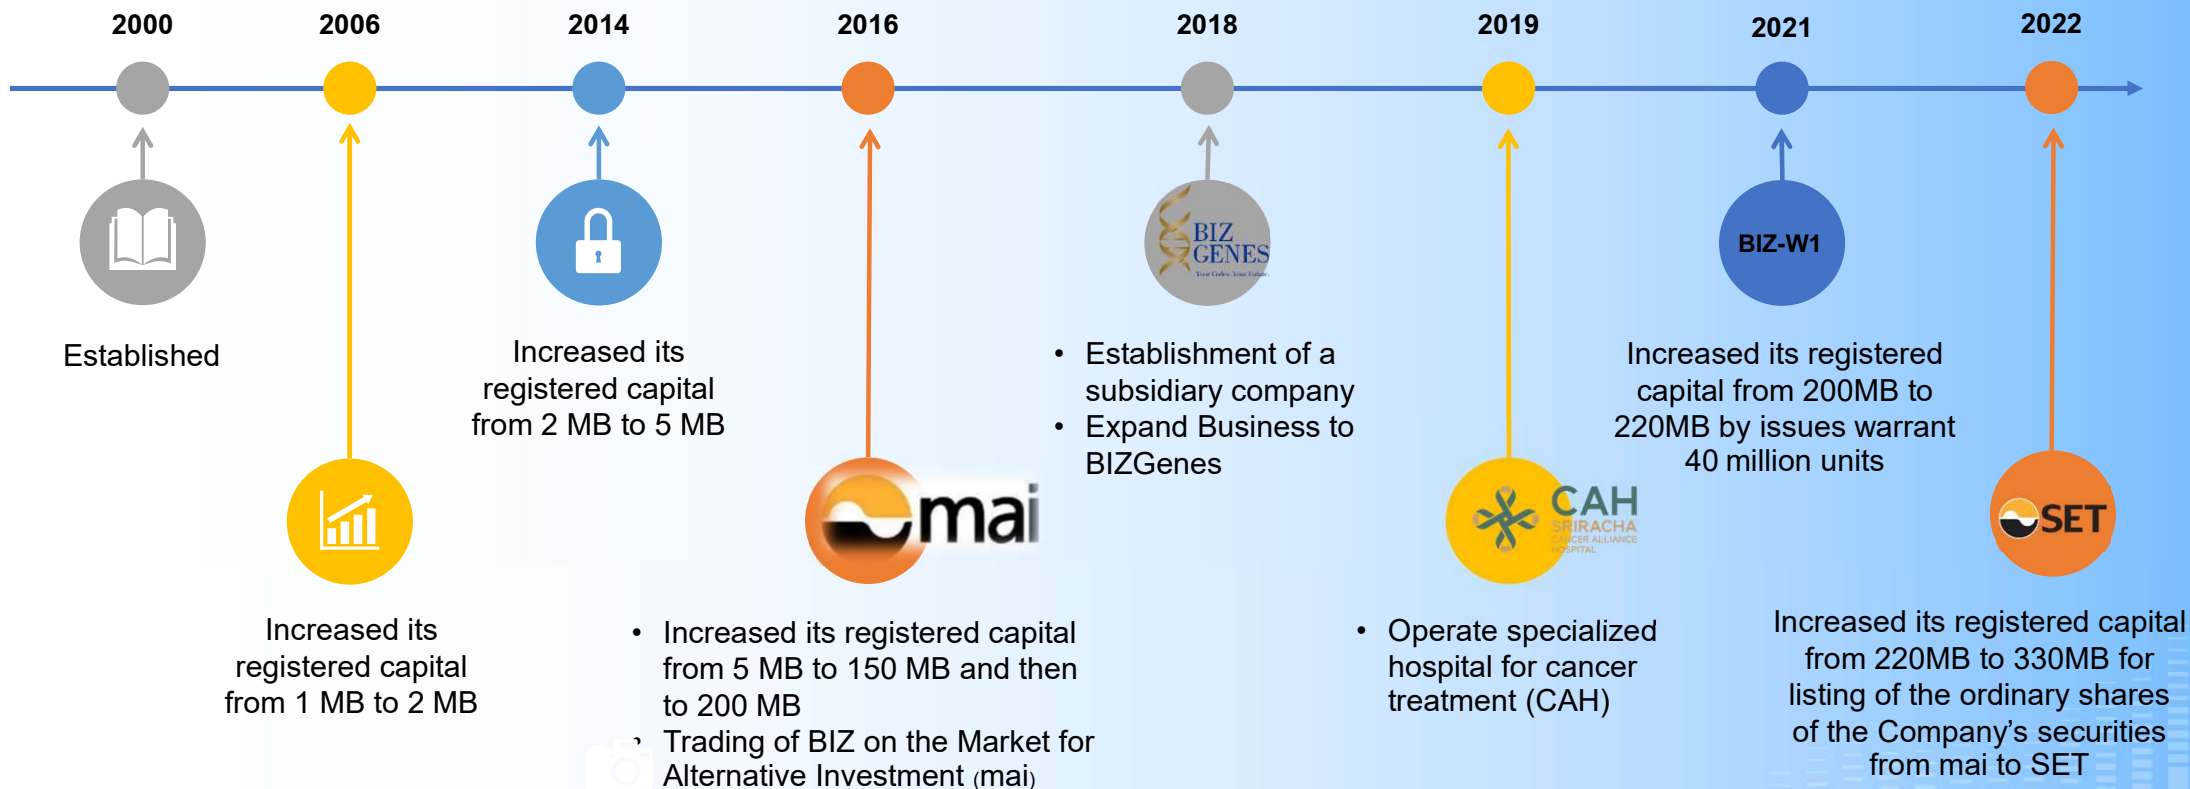 2000
2006
2014
2016
2018
2019
2021
2022
BIZ
GENES
Your Codes. Your Future.
BIZ-W1
Established
Increased its
registered capital
from 2 MB to 5 MB
• Establishment of a
subsidiary company
• Expand Business to
BIZGenes
Increased its registered
capital from 200MB to
220MB by issues warrant
40 million units
mai
CAH
SRIRACHA
CANCER ALLIANCE
HOSPITAL
SET
Increased its
registered capital
from 1 MB to 2 MB
• Increased its registered capital
from 5 MB to 150 MB and then
to 200 MB
• Trading of BIZ on the Market for
Alternative Investment (mai)
• Operate specialized
hospital for cancer
treatment (CAH)
Increased its registered capital
from 220MB to 330MB for
listing of the ordinary shares
of the Company’s securities
from mai to SET